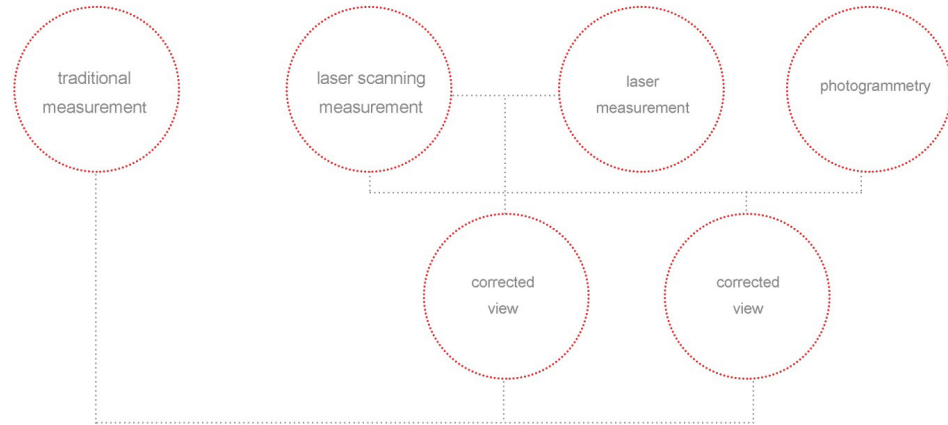 traditional
measurement
laser scanning
measurement
laser
measurement
photogrammetry
corrected
view
corrected
view